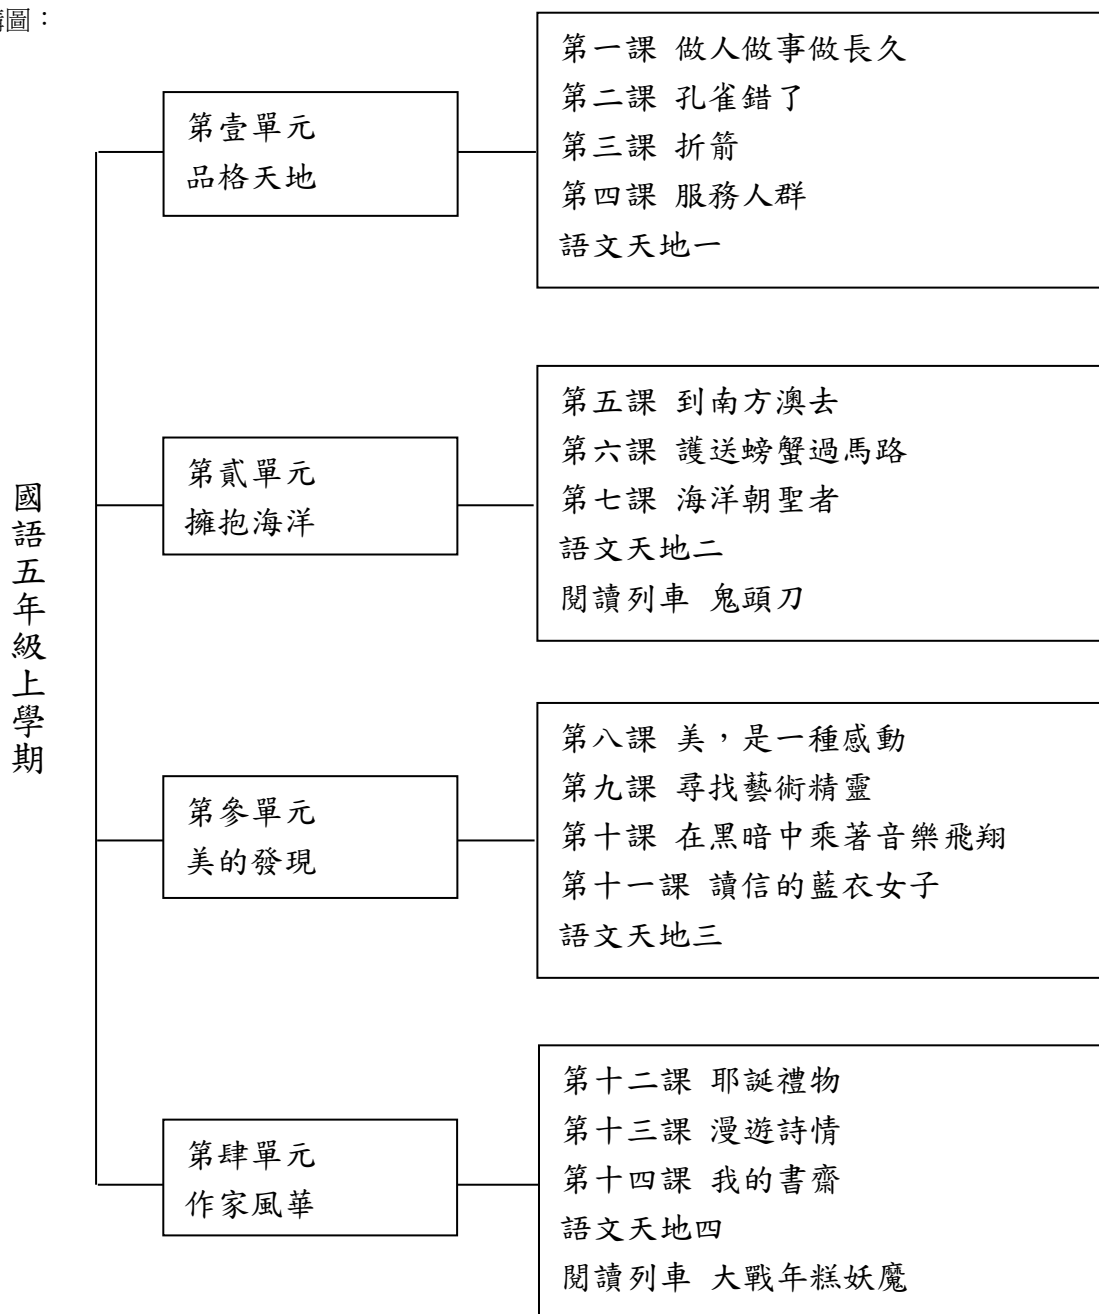 構圖：
國語五年級上學期
第壹單元
品格天地
第一課 做人做事做長久
第二課 孔雀錯了
第三課 折箭
第四課 服務人群
語文天地一
第貳單元
擁抱海洋
第五課 到南方澳去
第六課 護送螃蟹過馬路
第七課 海洋朝聖者
語文天地二
閱讀列車 鬼頭刀
第參單元
美的發現
第八課 美，是一種感動
第九課 尋找藝術精靈
第十課 在黑暗中乘著音樂飛翔
第十一課 讀信的藍衣女子
語文天地三
第肆單元
作家風華
第十二課 耶誕禮物
第十三課 漫遊詩情
第十四課 我的書齋
語文天地四
閱讀列車 大戰年糕妖魔